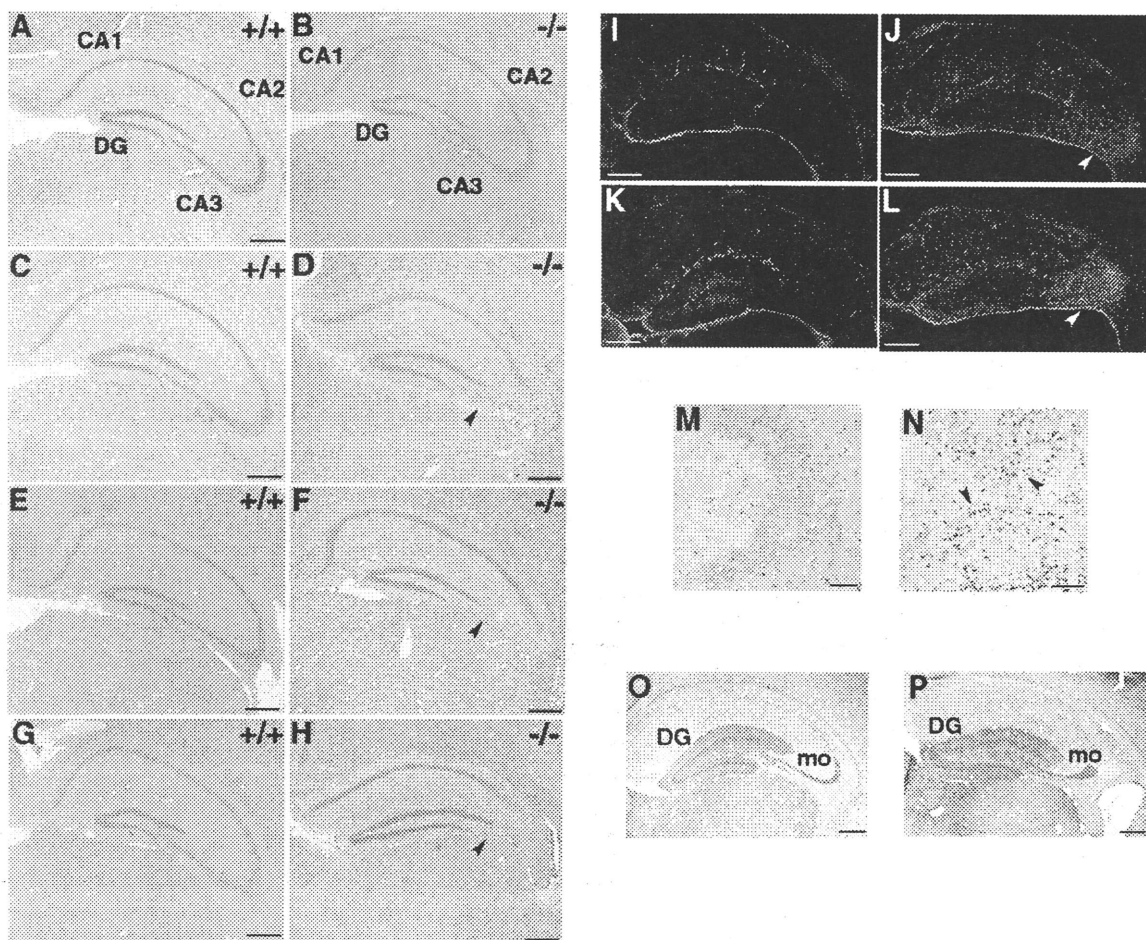 A +/+
CA1
CA2
DG
CA3
B -/-
CA1
CA2
DG
CA3
C +/+
D -/-
E +/+
F -/-
G +/+
H -/-
I
J
K
L
M
N
O
DG
mo
P
DG
mo